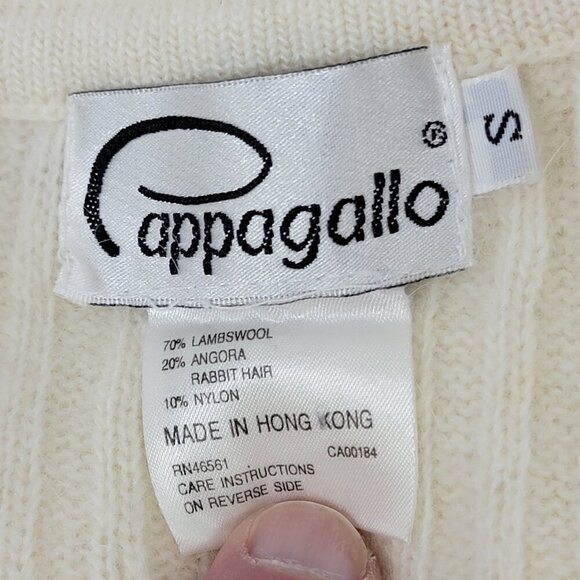 Pappagallo ®
S
70% LAMBSWOOL
20% ANGORA
RABBIT HAIR
10% NYLON
MADE IN HONG KONG
RN46561 CA00184
CARE INSTRUCTIONS
ON REVERSE SIDE